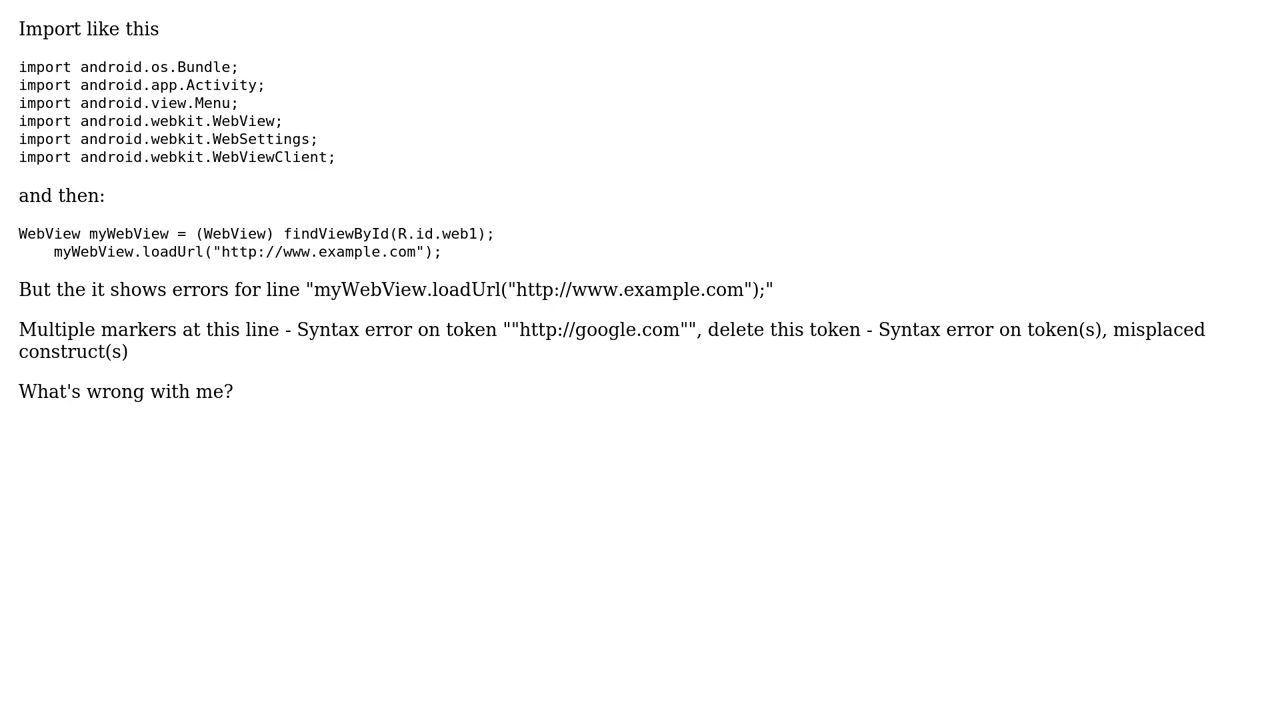 Import like this
import android.os.Bundle;
import android.app.Activity;
import android.view.Menu;
import android.webkit.WebView;
import android.webkit.WebSettings;
import android.webkit.WebViewClient;
and then:
WebView myWebView = (WebView) findViewById(R.id.web1);
    myWebView.loadUrl("http://www.example.com");
But the it shows errors for line "myWebView.loadUrl("http://www.example.com");"
Multiple markers at this line - Syntax error on token ""http://google.com"", delete this token - Syntax error on token(s), misplaced
construct(s)
What's wrong with me?